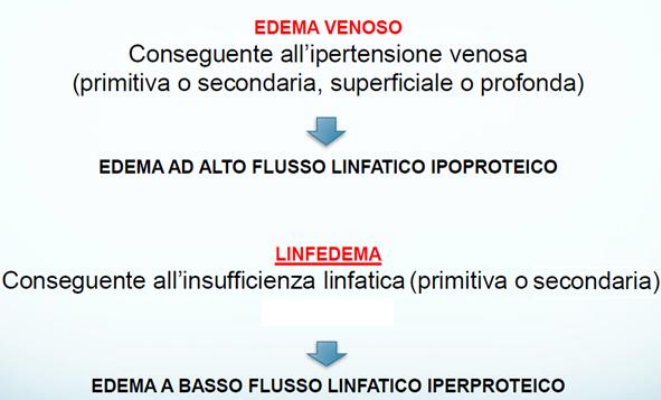 EDEMA VENOSO
Conseguente all'ipertensione venosa
(primitiva o secondaria, superficiale o profonda)
EDEMA AD ALTO FLUSSO LINFATICO IPOPROTEICO
LINFEDEMA
Conseguente all'insufficienza linfatica (primitiva o secondaria)
EDEMA A BASSO FLUSSO LINFATICO IPERPROTEICO